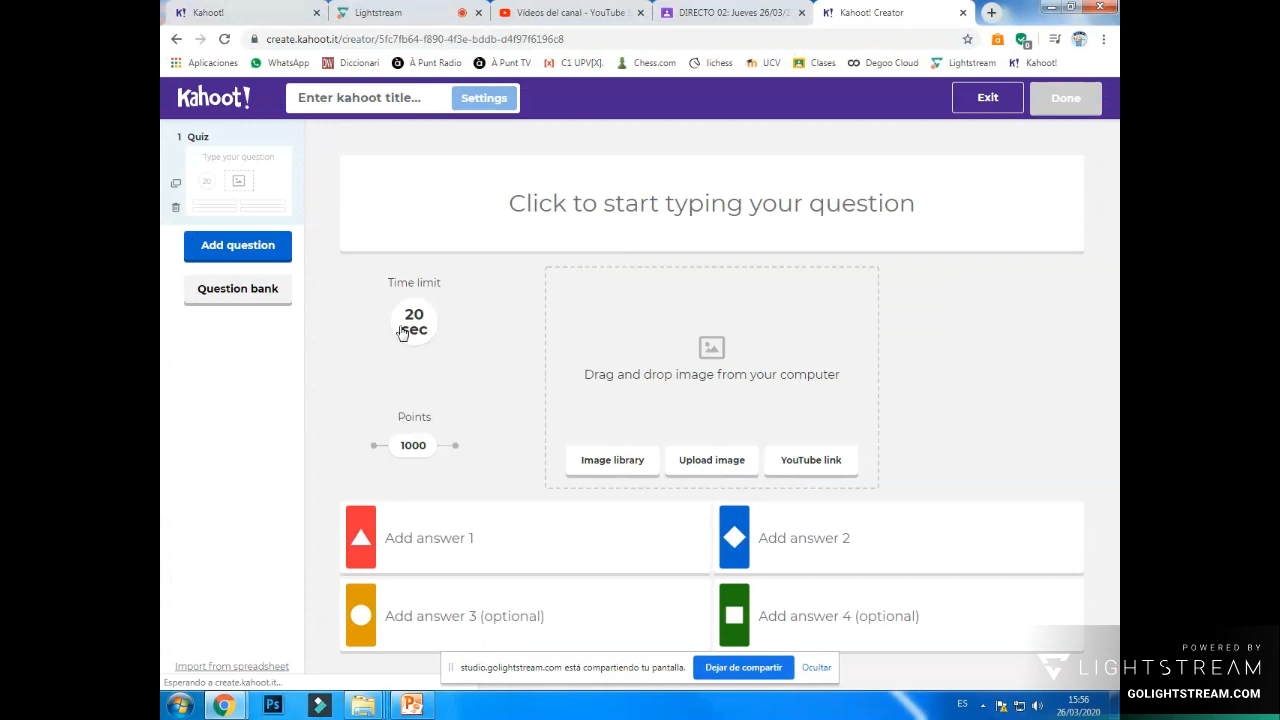 Kahoot!
Lightstream
Vídeos del canal - YouTube S
DIRECTO 02: Jueves 26/03/2
Kahoot! Creator
create.kahoot.it/creator/5fc7fb64-f890-4f3e-bddb-d4f97f6196c8
Aplicaciones
WhatsApp
Diccionari
À Punt Radio
À Punt TV
C1 UPV[X].
Chess.com
lichess
UCV
Clases
Degoo Cloud
Lightstream
Kahoot!
Kahoot!
Enter kahoot title...
Settings
Exit
Done
1 Quiz
Type your question
20
Add question
Question bank
Click to start typing your question
Time limit
20
sec
Drag and drop image from your computer
Points
1000
Image library
Upload image
YouTube link
Add answer 1
Add answer 2
Add answer 3 (optional)
Add answer 4 (optional)
Import from spreadsheet
studio.golightstream.com está compartiendo tu pantalla.
Dejar de compartir
Ocultar
Esperando a create.kahoot.it...
Ps
ES
15:56
26/03/2020
POWERED BY
LIGHTSTREAM
GOLIGHTSTREAM.COM